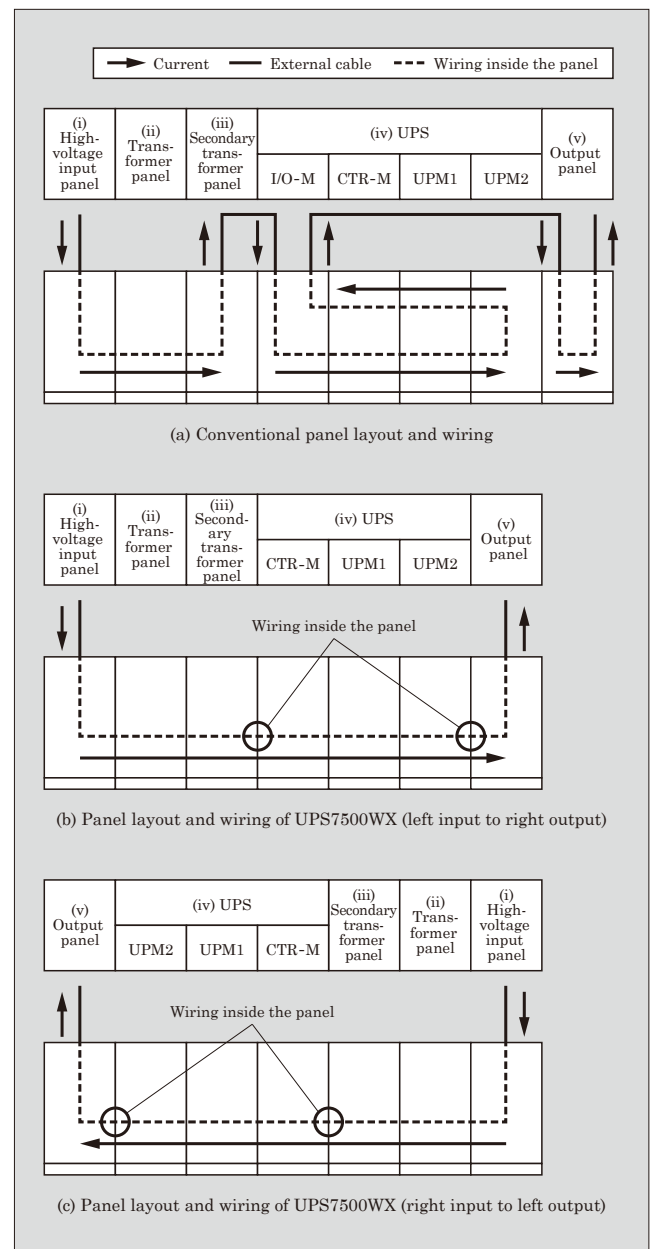 Current External cable Wiring inside the panel
(i)
High-
voltage
input
panel
(ii)
Trans-
former
panel
(iii)
Secondary
trans-
former
panel
(iv) UPS
I/O-M CTR-M UPM1 UPM2
(v)
Output
panel
(a) Conventional panel layout and wiring
(i)
High-
voltage
input
panel
(ii)
Trans-
former
panel
(iii)
Second-
ary
trans-
former
panel
(iv) UPS
CTR-M UPM1 UPM2
(v)
Output
panel
Wiring inside the panel
(b) Panel layout and wiring of UPS7500WX (left input to right output)
(v)
Output
panel
(iv) UPS
UPM2 UPM1 CTR-M
(iii)
Secondary
trans-
former
panel
(ii)
Trans-
former
panel
(i)
High-
voltage
input
panel
Wiring inside the panel
(c) Panel layout and wiring of UPS7500WX (right input to left output)